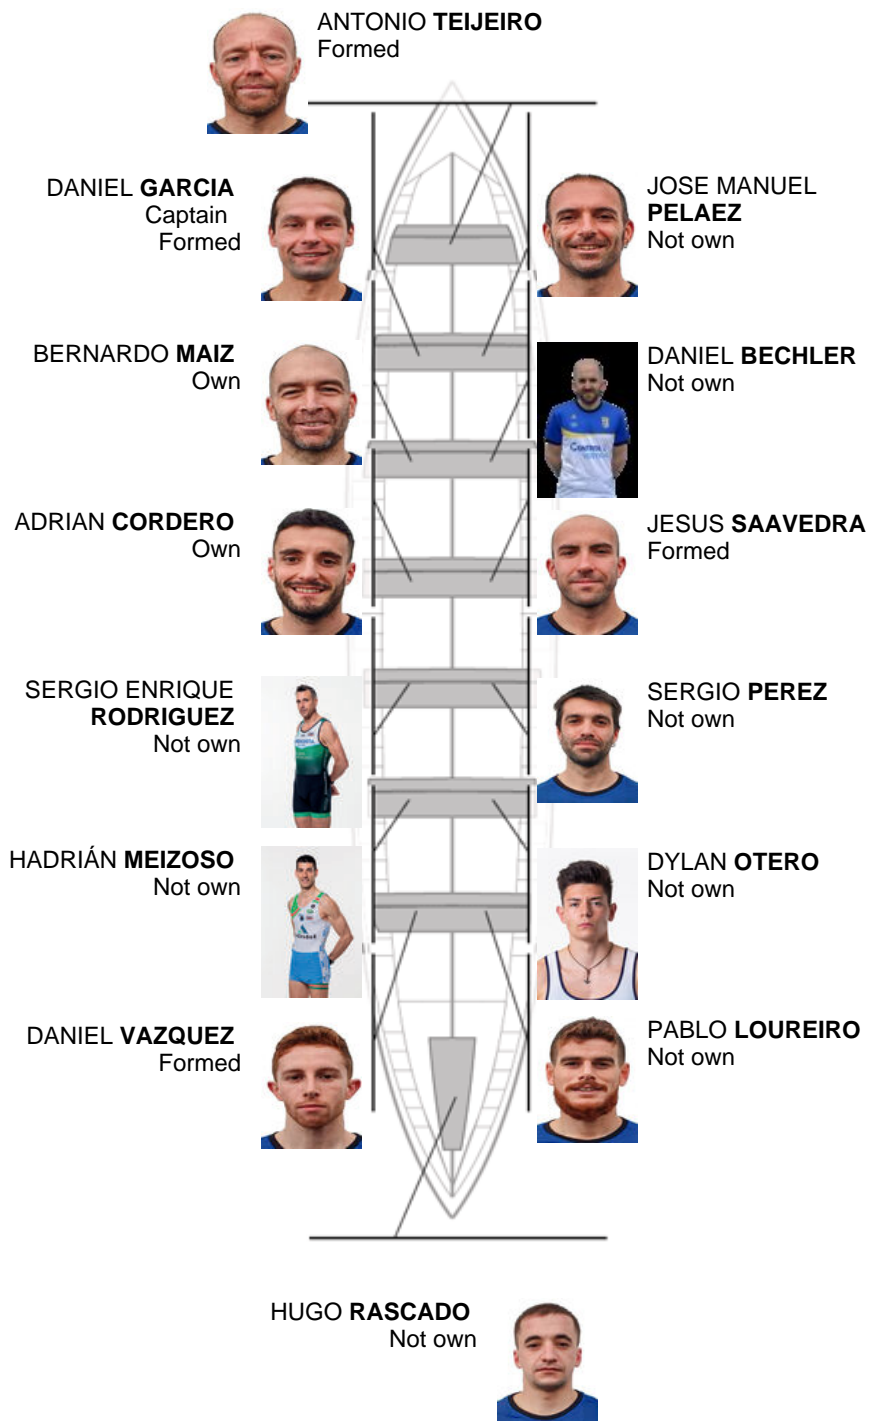 ANTONIO TEIJEIRO
Formed
DANIEL GARCIA
Captain
Formed
JOSE MANUEL
PELAEZ
Not own
BERNARDO MAIZ
Own
DANIEL BECHLER
Not own
ADRIAN CORDERO
Own
JESUS SAAVEDRA
Formed
SERGIO ENRIQUE
RODRIGUEZ
Not own
SERGIO PEREZ
Not own
HADRIÁN MEIZOSO
Not own
DYLAN OTERO
Not own
DANIEL VAZQUEZ
Formed
PABLO LOUREIRO
Not own
HUGO RASCADO
Not own